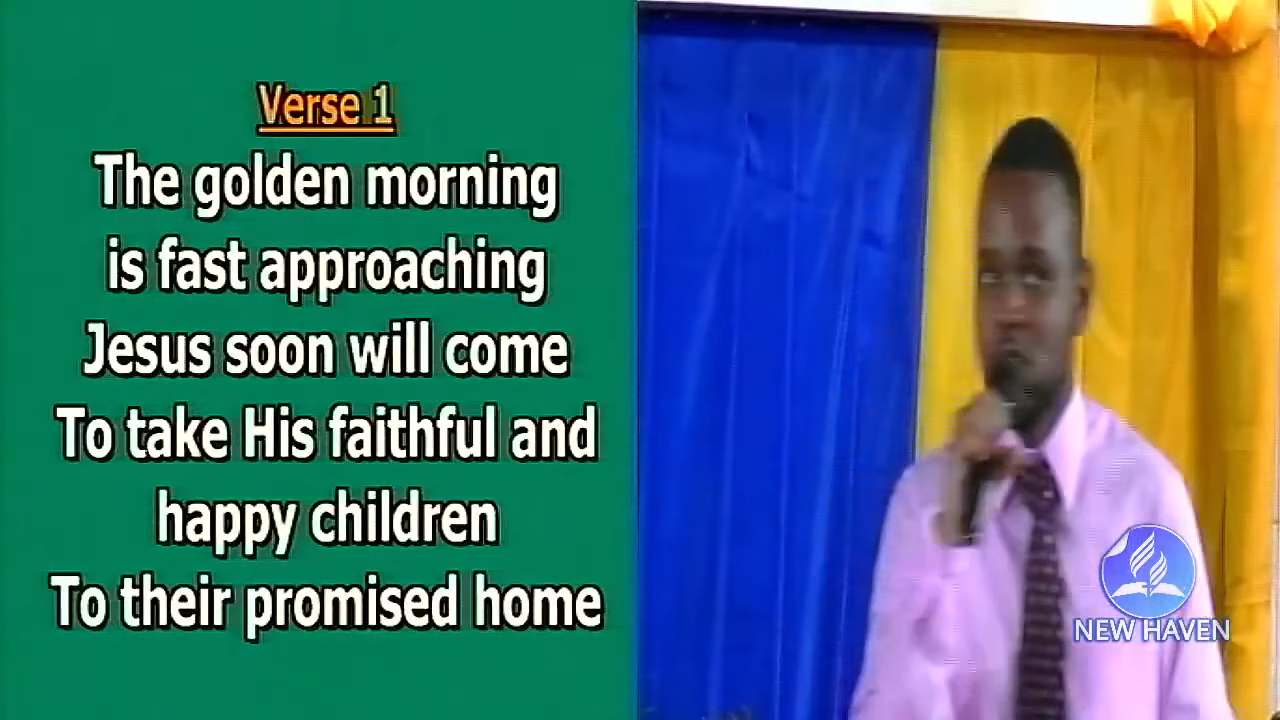 Verse 1
The golden morning
is fast approaching
Jesus soon will come
To take His faithful and
happy children
To their promised home
NEW HAVEN